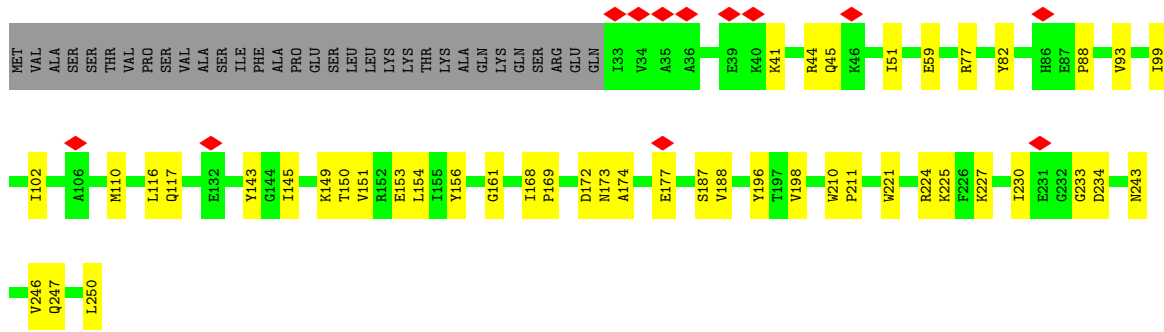 MET VAL ALA SER SER THR VAL PRO SER VAL ALA SER ILE PHE ALA PRO GLU SER LEU LEU LYS LYS THR LYS ALA GLN LYS GLN SER ARG GLU GLN I33 V34 A35 A36 E39 K40 K41 R44 Q45 K46 I51 E59 R77 Y82 H86 E87 P88 V93 I99
I102 A106 M110 L116 Q117 E132 Y143 G144 I145 K149 T150 V151 R152 E153 L154 I155 Y156 G161 I168 P169 D172 N173 A174 E177 S187 V188 Y196 T197 V198 W210 P211 W221 R224 K225 F226 K227 I230 E231 G232 G233 D234 N243
V246 Q247 L250